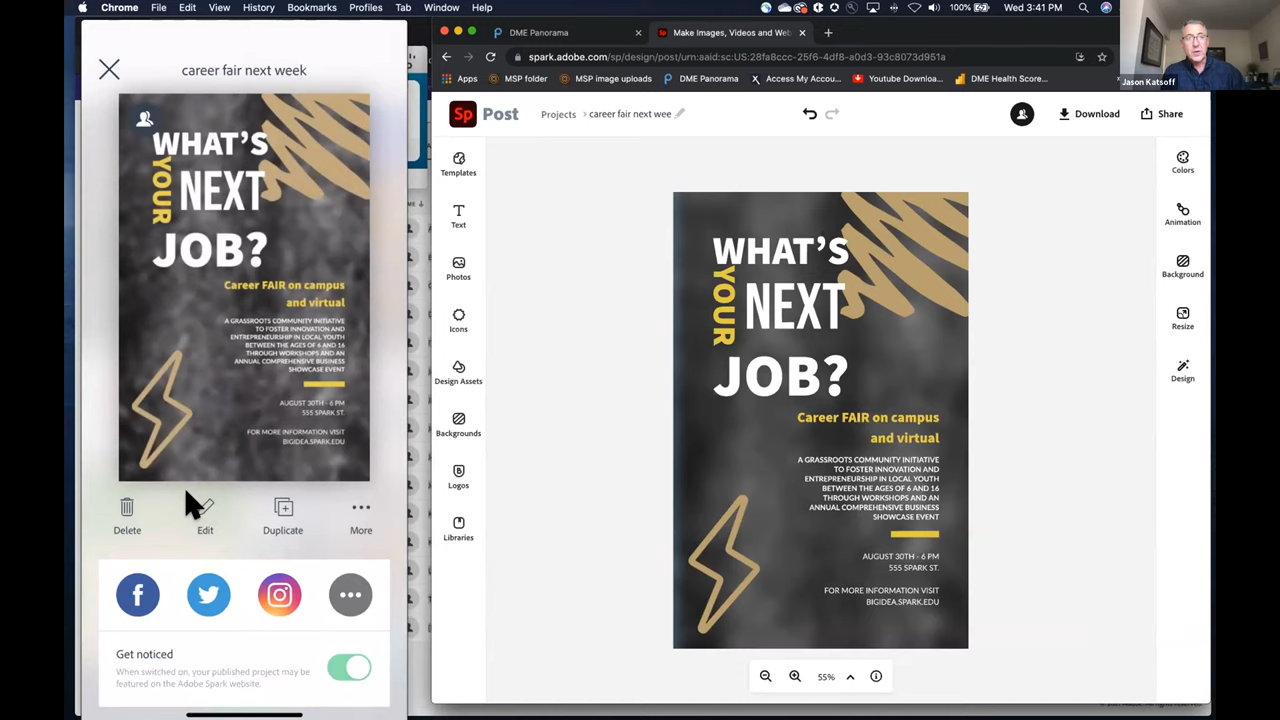 Chrome File Edit View History Bookmarks Profiles Tab Window Help
100% Wed 3:41 PM
career fair next week
WHAT'S
YOUR
NEXT
JOB?
Career FAIR on campus
and virtual
A GRASSROOTS COMMUNITY INITIATIVE
TO FOSTER INNOVATION AND
ENTREPRENEURSHIP IN LOCAL YOUTH
BETWEEN THE AGES OF 6 AND 16
THROUGH WORKSHOPS AND AN
ANNUAL COMPREHENSIVE BUSINESS
SHOWCASE EVENT
AUGUST 30TH - 6 PM
555 SPARK ST.
FOR MORE INFORMATION VISIT
BIGIDEA.SPARK.EDU
Delete Edit Duplicate More
Get noticed
When switched on, your published project may be
featured on the Adobe Spark website.
DME Panorama
Make Images, Videos and Web
spark.adobe.com/sp/design/post/urn:aaid:sc:US:28fa8ccc-25f6-4df8-a0d3-93c8073d951a
Apps MSP folder MSP image uploads DME Panorama Access My Accou... Youtube Downloa... DME Health Score...
Jason Katsoff
Sp Post Projects > career fair next wee Download Share
Templates
Text
Photos
Icons
Design Assets
Backgrounds
Logos
Libraries
WHAT'S
YOUR
NEXT
JOB?
Career FAIR on campus
and virtual
A GRASSROOTS COMMUNITY INITIATIVE
TO FOSTER INNOVATION AND
ENTREPRENEURSHIP IN LOCAL YOUTH
BETWEEN THE AGES OF 6 AND 16
THROUGH WORKSHOPS AND AN
ANNUAL COMPREHENSIVE BUSINESS
SHOWCASE EVENT
AUGUST 30TH - 6 PM
555 SPARK ST.
FOR MORE INFORMATION VISIT
BIGIDEA.SPARK.EDU
55%
Colors
Animation
Background
Resize
Design